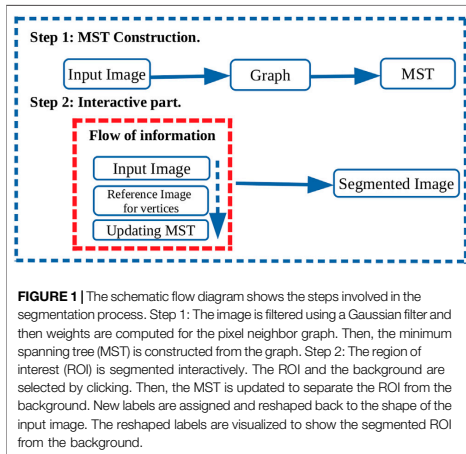 Step 1: MST Construction.
Input Image
Graph
MST
Step 2: Interactive part.
Flow of information
Input Image
Reference Image
for vertices
Updating MST
Segmented Image
FIGURE 1 | The schematic flow diagram shows the steps involved in the
segmentation process. Step 1: The image is filtered using a Gaussian filter and
then weights are computed for the pixel neighbor graph. Then, the minimum
spanning tree (MST) is constructed from the graph. Step 2: The region of
interest (ROI) is segmented interactively. The ROI and the background are
selected by clicking. Then, the MST is updated to separate the ROI from the
background. New labels are assigned and reshaped back to the shape of the
input image. The reshaped labels are visualized to show the segmented ROI
from the background.